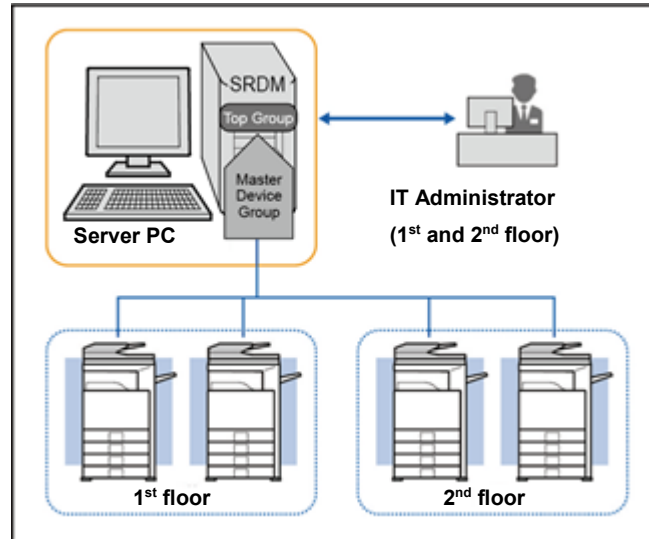 SRDM
Top Group
Master
Device
Group
Server PC
IT Administrator
(1st and 2nd floor)
1st floor
2nd floor